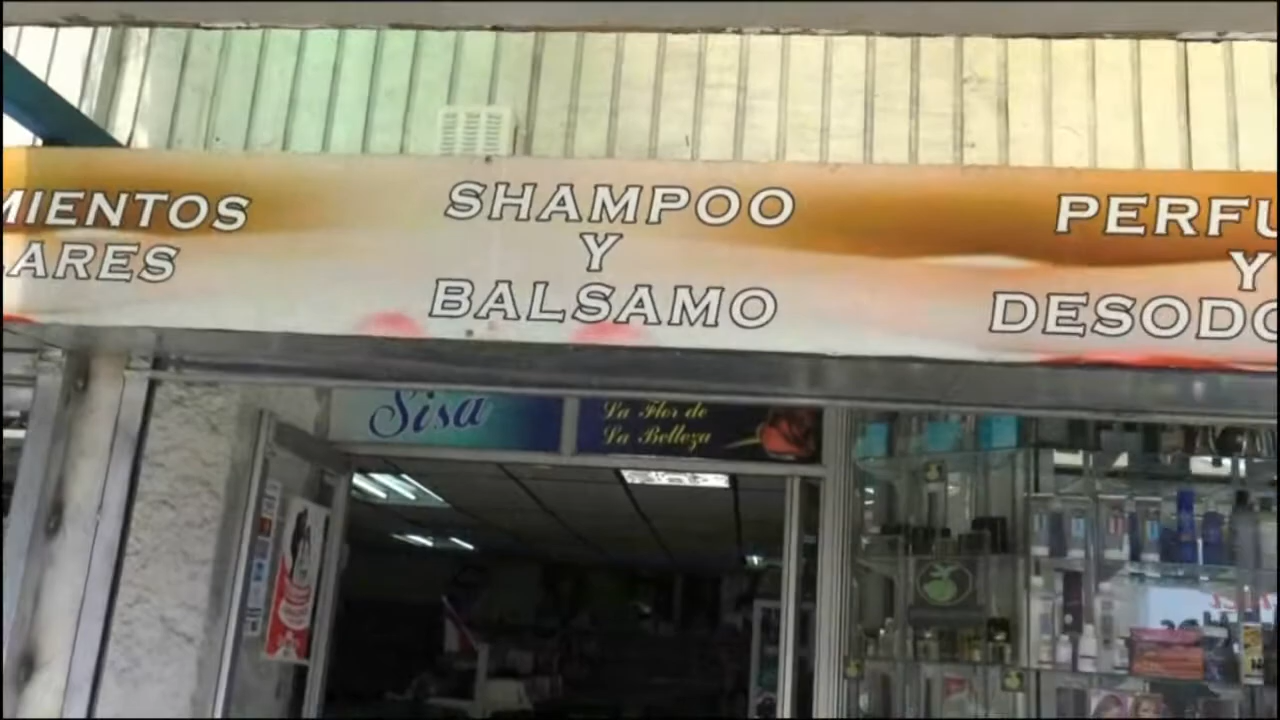 MIENTOS
ARES
SHAMPOO
Y
BALSAMO
PERFU
Y
DESODO
Sisa
La Flor de
La Belleza